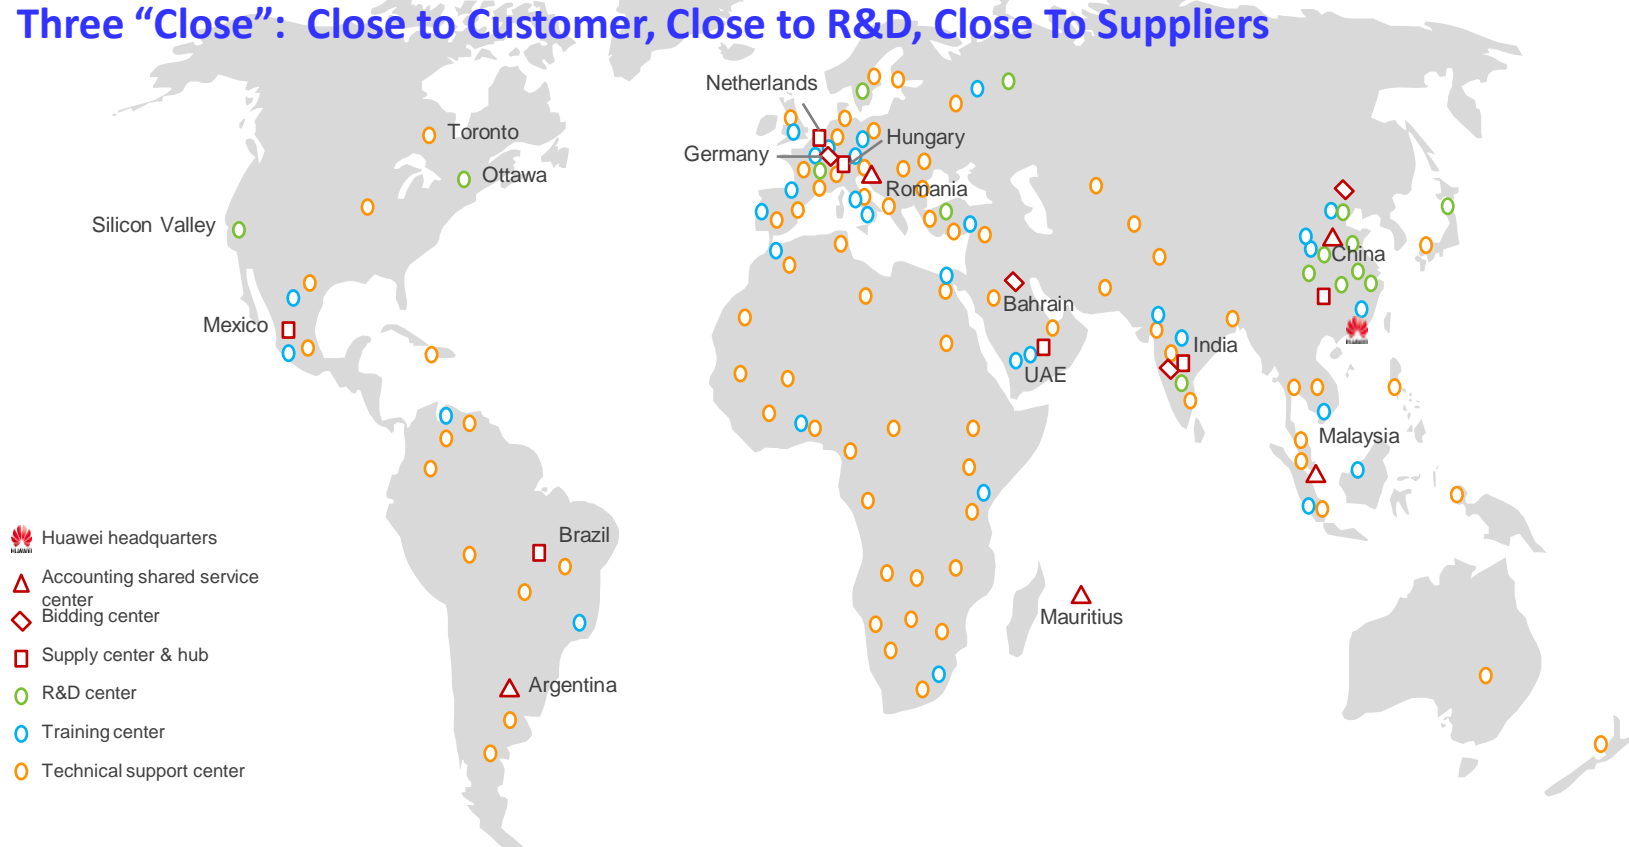 Three “Close”: Close to Customer, Close to R&D, Close To Suppliers
Netherlands
Toronto
Hungary
Germany
Ottawa
Romania
Silicon Valley
China
Bahrain
Mexico
India
UAE
Malaysia
Brazil
Huawei headquarters
Accounting shared service
center
Bidding center
Mauritius
Supply center & hub
Argentina
R&D center
Training center
Technical support center
HUAWEI
HUAWEI